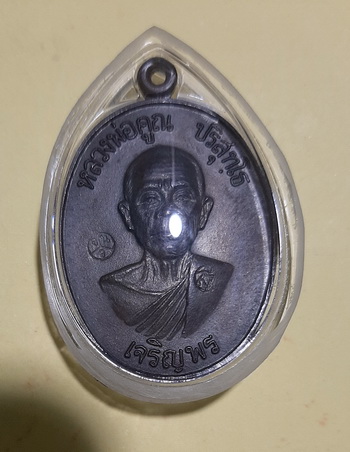 หลวงพ่อคูณ ปริสุทฺโธ
เจริญพร